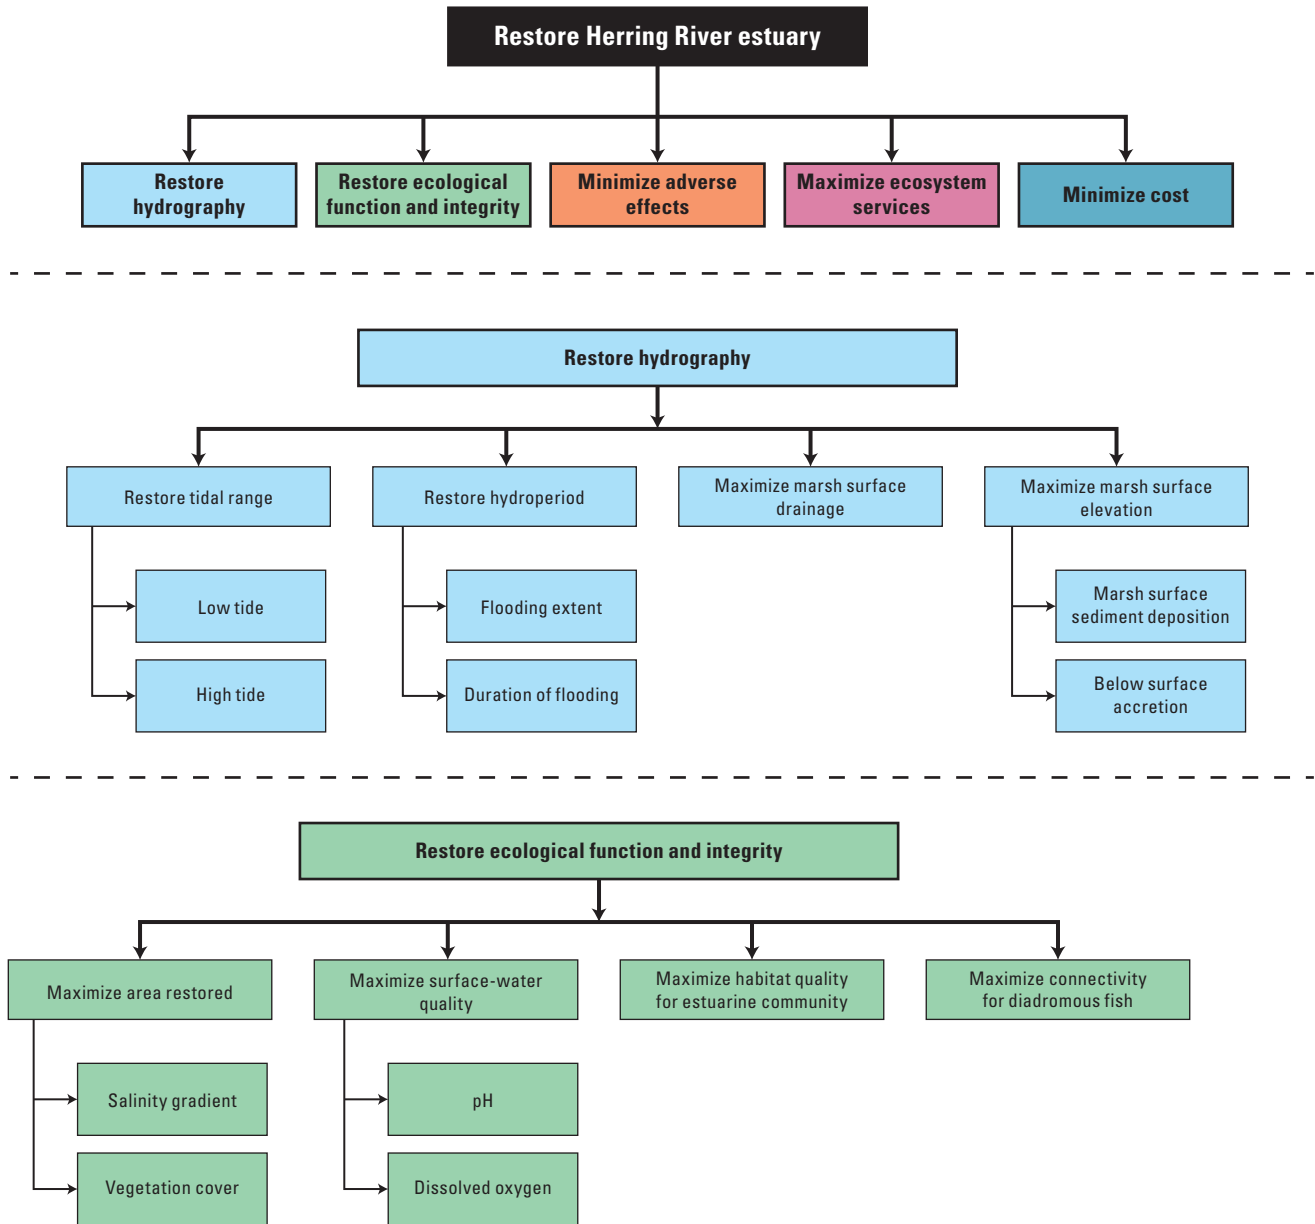 Restore Herring River estuary
Restore
hydrography
Restore ecological
function and integrity
Minimize adverse
effects
Maximize ecosystem
services
Minimize cost
Restore hydrography
Restore tidal range
Restore hydroperiod
Maximize marsh surface
drainage
Maximize marsh surface
elevation
Low tide
Flooding extent
Marsh surface
sediment deposition
High tide
Duration of flooding
Below surface
accretion
Restore ecological function and integrity
Maximize area restored
Maximize surface-water
quality
Maximize habitat quality
for estuarine community
Maximize connectivity
for diadromous fish
Salinity gradient
pH
Vegetation cover
Dissolved oxygen